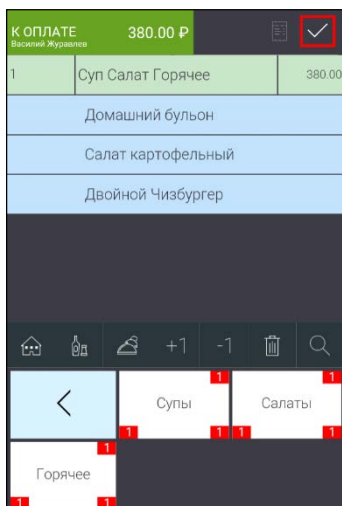 К ОПЛАТЕ 380.00 ₽
Василий Журавлев
1 Суп Салат Горячее 380.00
Домашний бульон
Салат картофельный
Двойной Чизбургер
+1 -1
1 1
Супы Салаты
1 1 1 1
1
Горячее
1 1